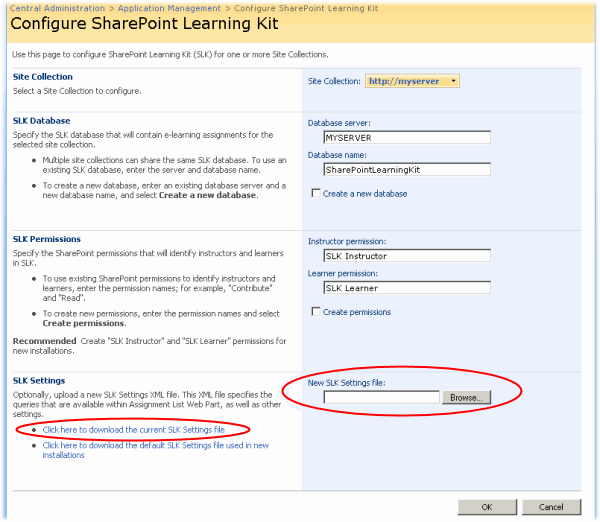 Central Administration > Application Management > Configure SharePoint Learning Kit
Configure SharePoint Learning Kit
Use this page to configure SharePoint Learning Kit (SLK) for one or more Site Collections.
Site Collection
Select a Site Collection to configure.
Site Collection: http://myserver
SLK Database
Specify the SLK database that will contain e-learning assignments for the
selected site collection.
• Multiple site collections can share the same SLK database. To use an
existing SLK database, enter the server and database name.
• To create a new database, enter an existing database server and a
new database name, and select Create a new database.
Database server:
MYSERVER
Database name:
SharePointLearningKit
Create a new database
SLK Permissions
Specify the SharePoint permissions that will identify instructors and learners
in SLK.
• To use existing SharePoint permissions to identify instructors and
learners, enter the permission names; for example, "Contribute"
and "Read".
• To create new permissions, enter the permission names and select
Create permissions.
Recommended Create "SLK Instructor" and "SLK Learner" permissions for
new installations.
Instructor permission:
SLK Instructor
Learner permission:
SLK Learner
Create permissions
SLK Settings
Optionally, upload a new SLK Settings XML file. This XML file specifies the
queries that are available within Assignment List Web Part, as well as other
settings.
• Click here to download the current SLK Settings file
• Click here to download the default SLK Settings file used in new
installations
New SLK Settings file:
Browse...
OK Cancel